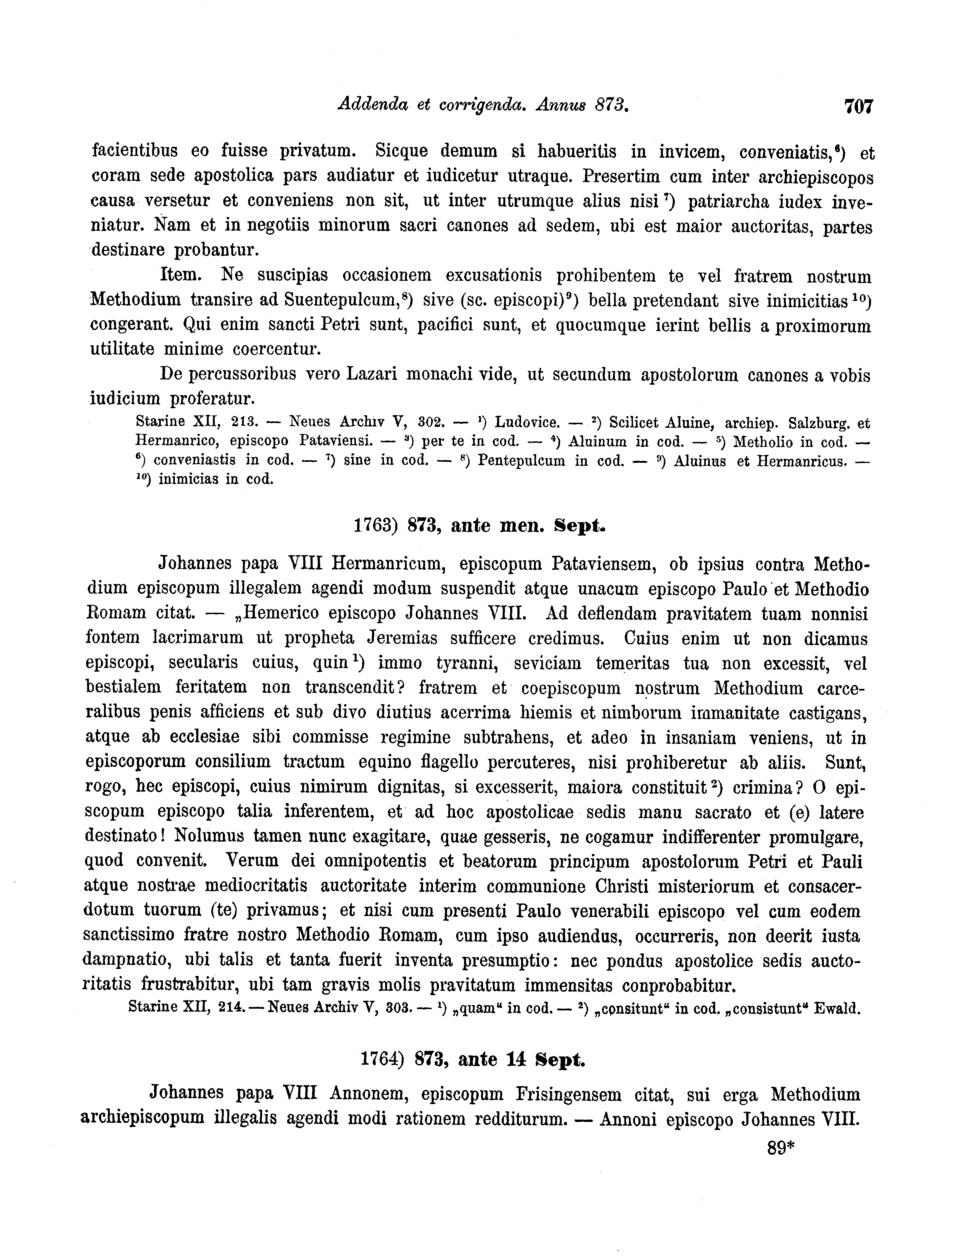 Addenda et corrigenda. Annus 873. 707
facientibus eo fuisse privatum. Sicque demum si habueritis in invicem, conveniatis,⁶) et
coram sede apostolica pars audiatur et iudicetur utraque. Presertim cum inter archiepiscopos
causa versetur et conveniens non sit, ut inter utrumque alius nisi ⁷) patriarcha iudex inve-
niatur. Nam et in negotiis minorum sacri canones ad sedem, ubi est maior auctoritas, partes
destinare probantur.
Item. Ne suscipias occasionem excusationis prohibentem te vel fratrem nostrum
Methodium transire ad Suentepulcum,⁸) sive (sc. episcopi)⁹) bella pretendant sive inimicitias ¹⁰)
congerant. Qui enim sancti Petri sunt, pacifici sunt, et quocumque ierint bellis a proximorum
utilitate minime coercentur.
De percussoribus vero Lazari monachi vide, ut secundum apostolorum canones a vobis
iudicium proferatur.
Starine XII, 213. — Neues Archiv V, 302. — ¹) Ludovice. — ²) Scilicet Aluine, archiep. Salzburg. et
Hermanrico, episcopo Pataviensi. — ³) per te in cod. — ⁴) Aluinum in cod. — ⁵) Metholio in cod. —
⁶) conveniastis in cod. — ⁷) sine in cod. — ⁸) Pentepulcum in cod. — ⁹) Aluinus et Hermanricus. —
¹⁰) inimicias in cod.
1763) 873, ante men. Sept.
Johannes papa VIII Hermanricum, episcopum Pataviensem, ob ipsius contra Metho-
dium episcopum illegalem agendi modum suspendit atque unacum episcopo Paulo et Methodio
Romam citat. — „Hemerico episcopo Johannes VIII. Ad deflendam pravitatem tuam nonnisi
fontem lacrimarum ut propheta Jeremias sufficere credimus. Cuius enim ut non dicamus
episcopi, secularis cuius, quin ¹) immo tyranni, seviciam temeritas tua non excessit, vel
bestialem feritatem non transcendit? fratrem et coepiscopum nostrum Methodium carce-
ralibus penis afficiens et sub divo diutius acerrima hiemis et nimborum immanitate castigans,
atque ab ecclesiae sibi commisse regimine subtrahens, et adeo in insaniam veniens, ut in
episcoporum consilium tractum equino flagello percuteres, nisi prohiberetur ab aliis. Sunt,
rogo, hec episcopi, cuius nimirum dignitas, si excesserit, maiora constituit ²) crimina? O epi-
scopum episcopo talia inferentem, et ad hoc apostolicae sedis manu sacrato et (e) latere
destinato! Nolumus tamen nunc exagitare, quae gesseris, ne cogamur indifferenter promulgare,
quod convenit. Verum dei omnipotentis et beatorum principum apostolorum Petri et Pauli
atque nostrae mediocritatis auctoritate interim communione Christi misteriorum et consacer-
dotum tuorum (te) privamus; et nisi cum presenti Paulo venerabili episcopo vel cum eodem
sanctissimo fratre nostro Methodio Romam, cum ipso audiendus, occurreris, non deerit iusta
dampnatio, ubi talis et tanta fuerit inventa presumptio: nec pondus apostolice sedis aucto-
ritatis frustrabitur, ubi tam gravis molis pravitatum immensitas conprobabitur.
Starine XII, 214. — Neues Archiv V, 303. — ¹) „quam“ in cod. — ²) „consitunt“ in cod. „consistunt“ Ewald.
1764) 873, ante 14 Sept.
Johannes papa VIII Annonem, episcopum Frisingensem citat, sui erga Methodium
archiepiscopum illegalis agendi modi rationem redditurum. — Annoni episcopo Johannes VIII.
89*